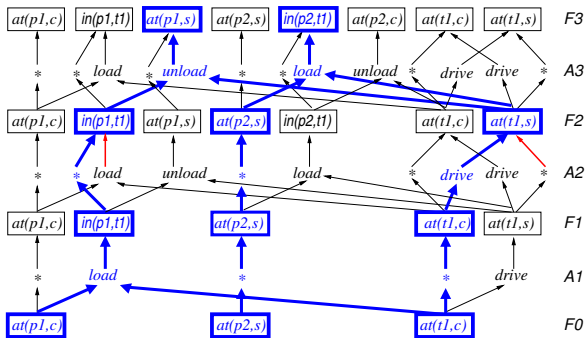 at(p1,c) in(p1,t1) at(p1,s) at(p2,s) in(p2,t1) at(p2,c) at(t1,c) at(t1,s) F3
* * load * unload * load * unload * drive drive * A3
at(p1,c) in(p1,t1) at(p1,s) at(p2,s) in(p2,t1) at(t1,c) at(t1,s) F2
* * load unload * load * drive * A2
at(p1,c) in(p1,t1) at(p2,s) at(t1,c) at(t1,s) F1
* load * * drive A1
at(p1,c) at(p2,s) at(t1,c) F0